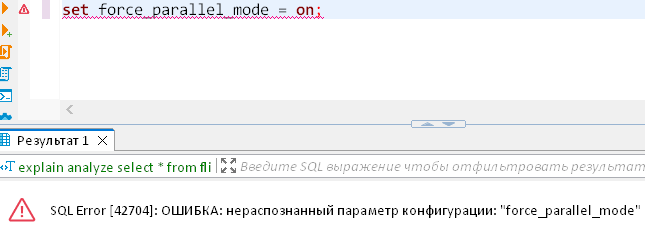 set force_parallel_mode = on;
Результат 1
explain analyze select * from fli
Введите SQL выражение чтобы отфильтровать результат
SQL Error [42704]: ОШИБКА: нераспознанный параметр конфигурации: "force_parallel_mode"